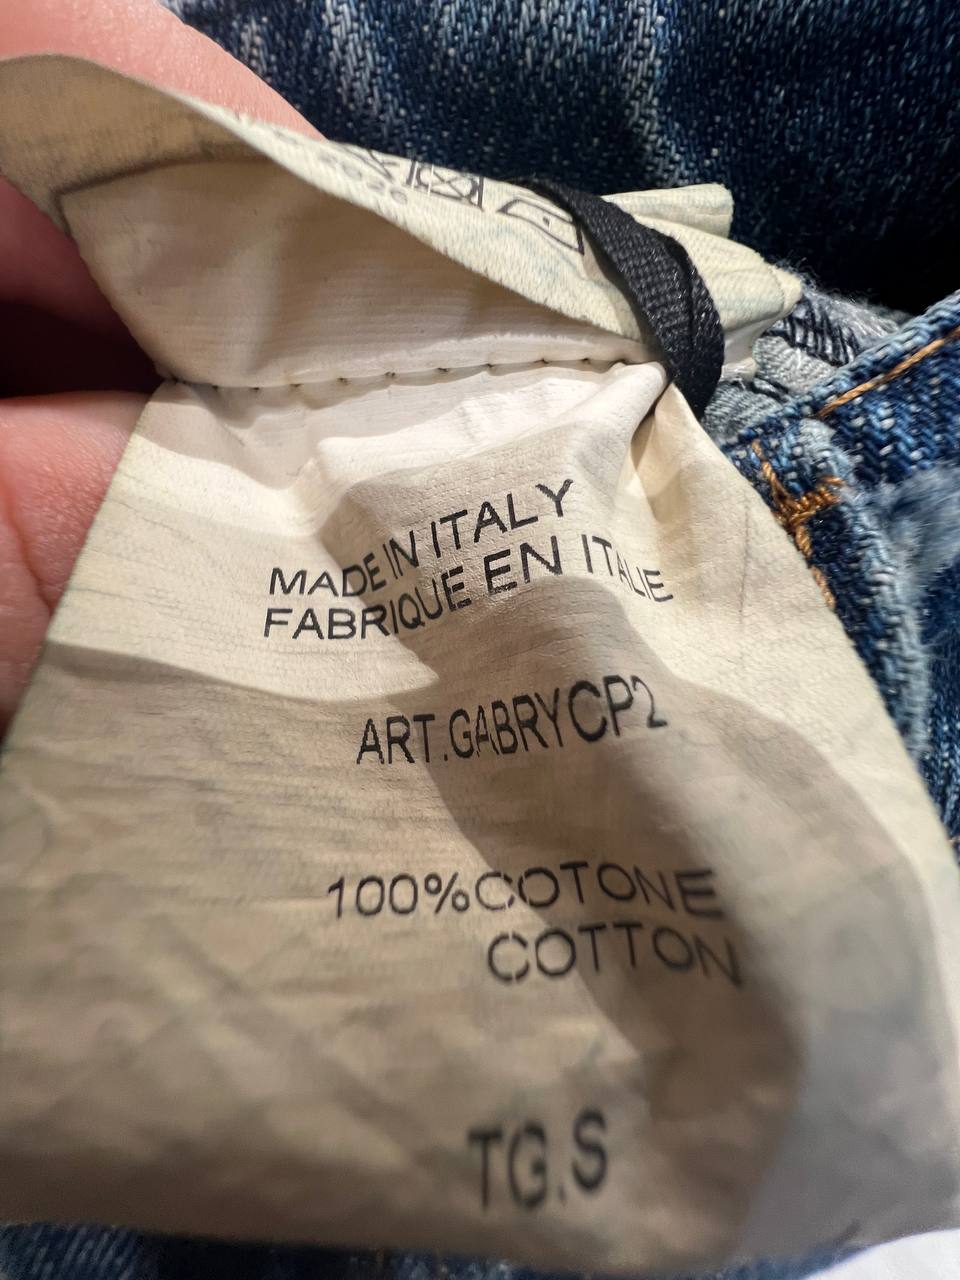 MADE IN ITALY
FABRIQUE EN ITALIE
ART.GABRYCP2
100%COTONE
COTTON
TG.S